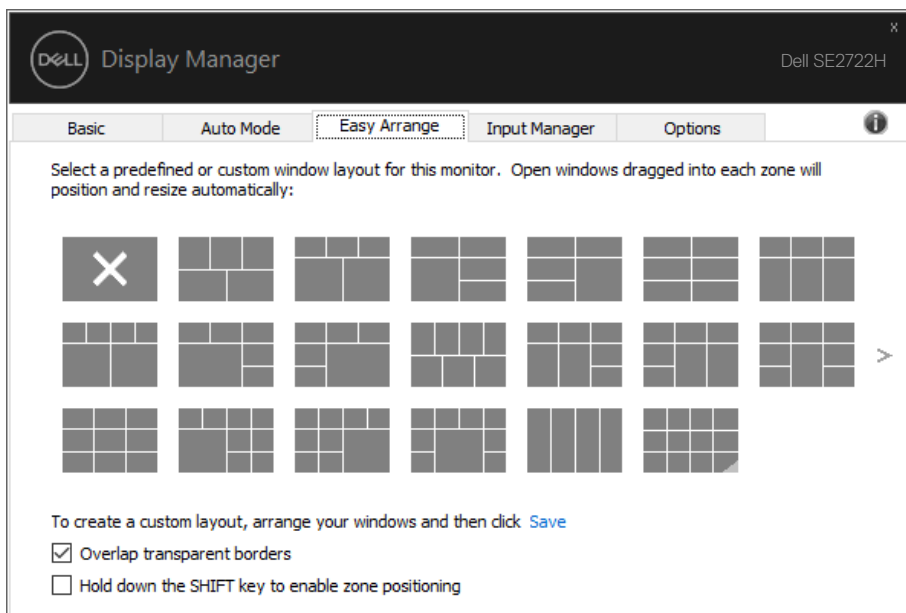 x
DELL Display Manager
Dell SE2722H
Basic Auto Mode Easy Arrange Input Manager Options
Select a predefined or custom window layout for this monitor. Open windows dragged into each zone will
position and resize automatically:
>
To create a custom layout, arrange your windows and then click Save
Overlap transparent borders
Hold down the SHIFT key to enable zone positioning